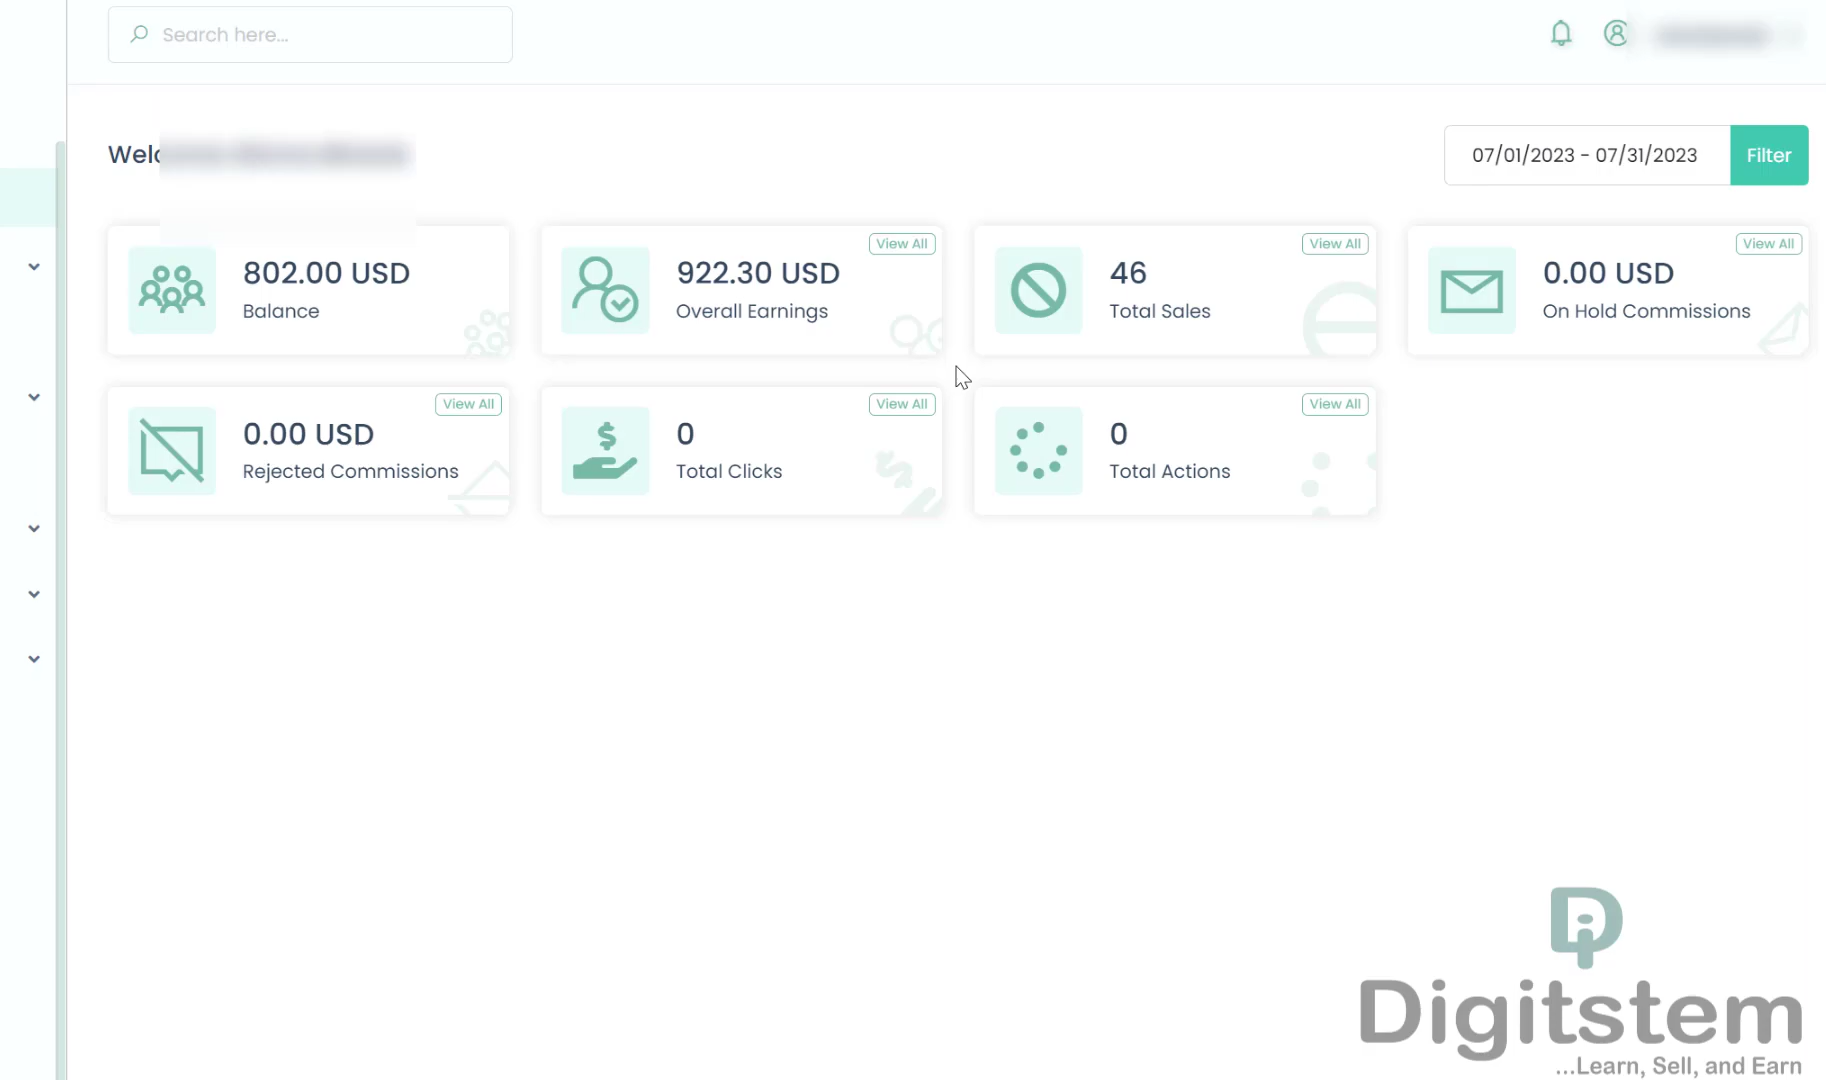 Search here...
07/01/2023 - 07/31/2023
Filter
802.00 USD
Balance
View All
922.30 USD
Overall Earnings
View All
46
Total Sales
View All
0.00 USD
On Hold Commissions
View All
0.00 USD
Rejected Commissions
View All
0
Total Clicks
View All
0
Total Actions
Digitstem
...Learn, Sell, and Earn